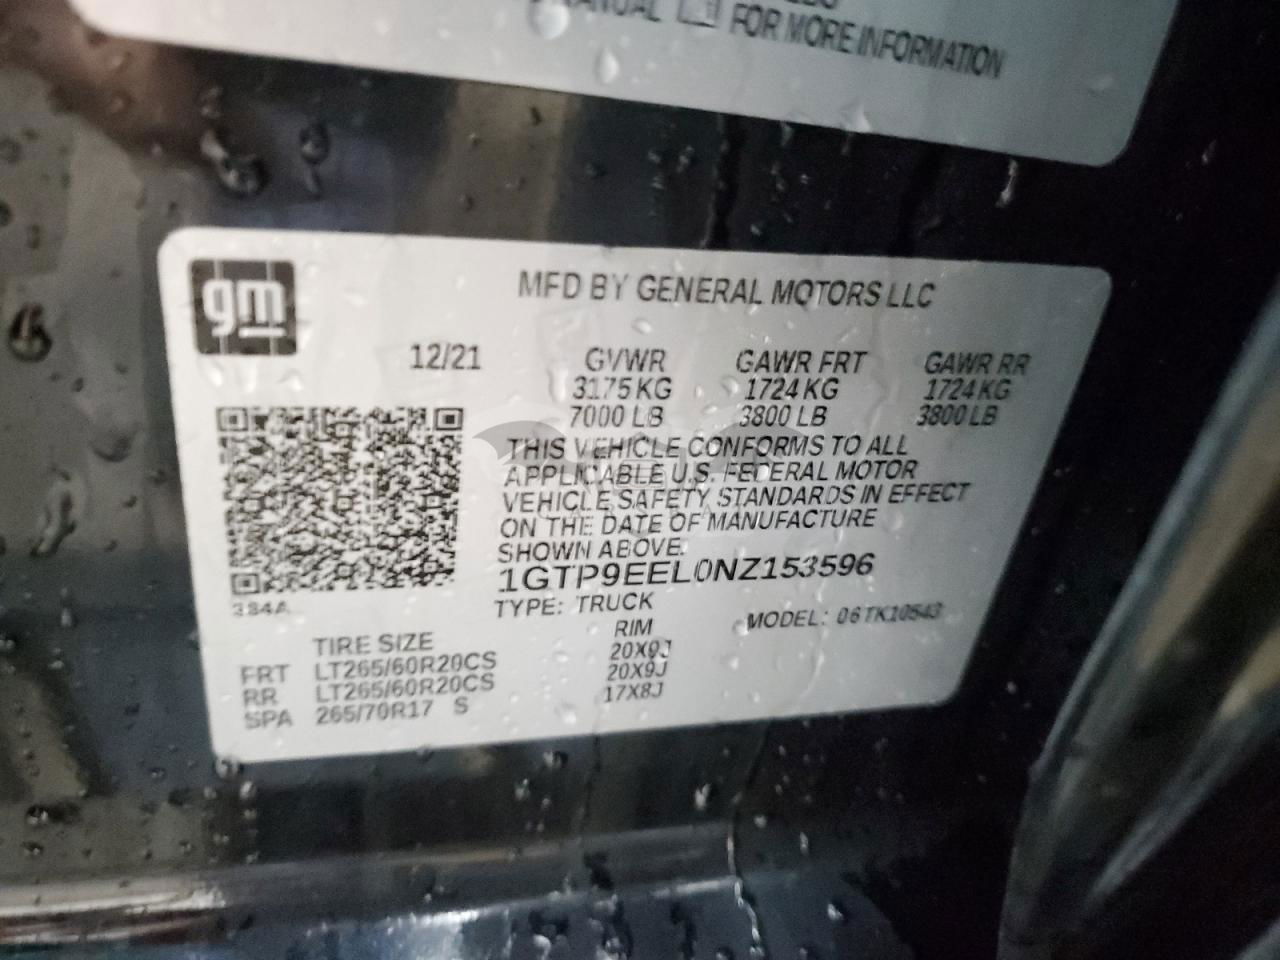 MANUAL FOR MORE INFORMATION
gm
MFD BY GENERAL MOTORS LLC
12/21 GVWR GAWR FRT GAWR RR
3175 KG 1724 KG 1724 KG
7000 LB 3800 LB 3800 LB
THIS VEHICLE CONFORMS TO ALL
APPLICABLE U.S. FEDERAL MOTOR
VEHICLE SAFETY STANDARDS IN EFFECT
ON THE DATE OF MANUFACTURE
SHOWN ABOVE.
1GTP9EEL0NZ153596
384A
TYPE: TRUCK MODEL: 06 TK10543
TIRE SIZE RIM
FRT LT265/60R20CS 20X9J
RR LT265/60R20CS 20X9J
SPA 265/70R17 S 17X8J